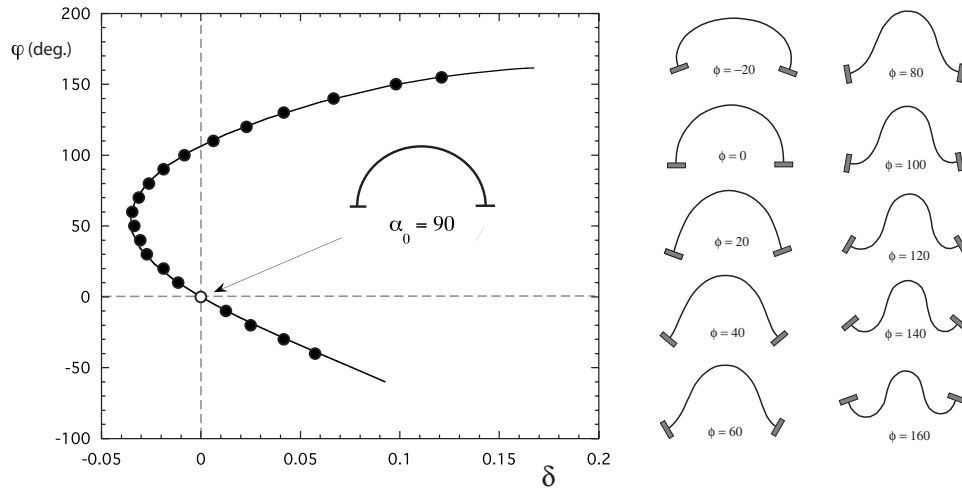 200
φ (deg.)
150
100
50
0
-50
-100
-0.05
0
0.05
0.1
0.15
0.2
δ
α0 = 90
ϕ = −20
ϕ = 80
ϕ = 0
ϕ = 100
ϕ = 20
ϕ = 120
ϕ = 40
ϕ = 140
ϕ = 60
ϕ = 160